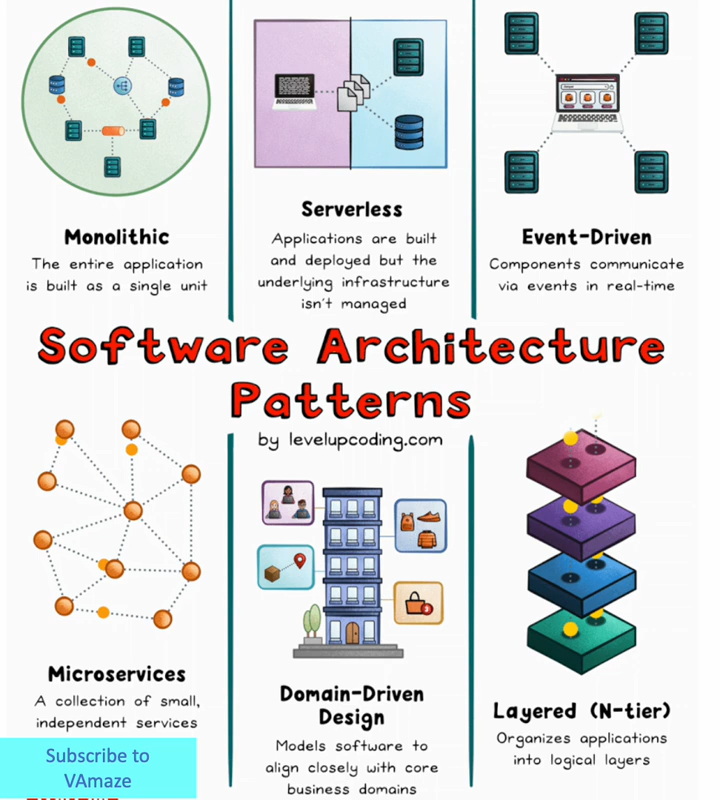 Monolithic
The entire application
is built as a single unit
Serverless
Applications are built
and deployed but the
underlying infrastructure
isn't managed
Event-Driven
Components communicate
via events in real-time
Software Architecture
Patterns
by levelupcoding.com
Microservices
A collection of small,
independent services
Domain-Driven
Design
Models software to
align closely with core
business domains
Layered (N-tier)
Organizes applications
into logical layers
Subscribe to
VAmaze